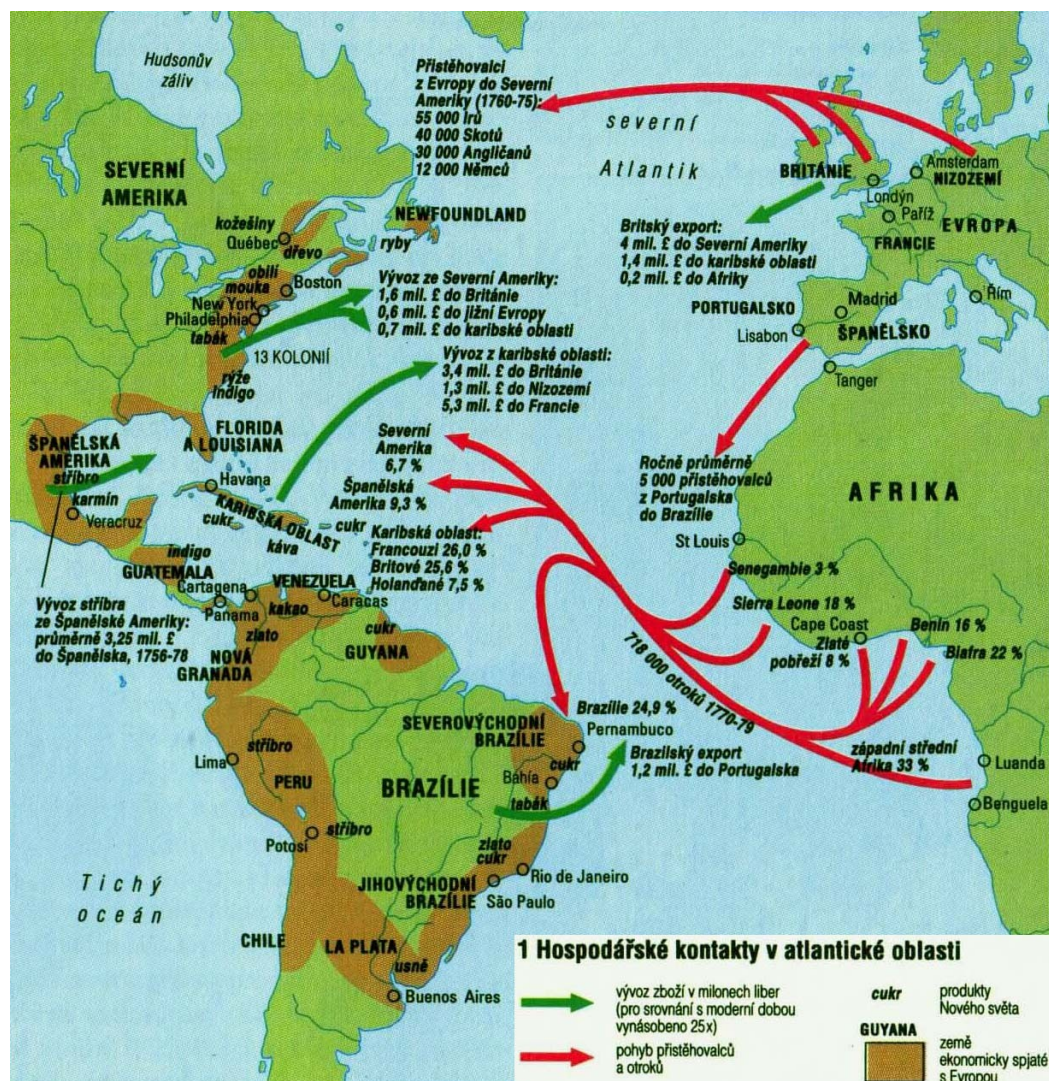 Hudsonův
záliv
Přistěhovalci
z Evropy do Severní
Ameriky (1760-75):
55 000 Irů
40 000 Skotů
30 000 Angličanů
12 000 Němců
severní
Atlantik
SEVERNÍ
AMERIKA
BRITÁNIE
Amsterdam
NIZOZEMÍ
Londýn
Paříž
EVROPA
FRANCIE
Britský export:
4 mil. £ do Severní Ameriky
1,4 mil. £ do karibské oblasti
0,2 mil. £ do Afriky
NEWFOUNDLAND
kožešiny
Québec
dřevo
ryby
obilí
mouka
Boston
New York
Philadelphia
tabák
13 KOLONIÍ
rýže
indigo
Vývoz ze Severní Ameriky:
1,6 mil. £ do Británie
0,6 mil. £ do jižní Evropy
0,7 mil. £ do karibské oblasti
PORTUGALSKO
Madrid
Řím
Lisabon
ŠPANĚLSKO
Tanger
Vývoz z karibské oblasti:
3,4 mil. £ do Británie
1,3 mil. £ do Nizozemí
5,3 mil. £ do Francie
FLORIDA
A LOUISIANA
ŠPANĚLSKÁ
AMERIKA
stříbro
karmín
Veracruz
Havana
KARIBSKÁ OBLAST
cukr
káva
cukr
Severní
Amerika
6,7 %
Španělská
Amerika 9,3 %
Karibská oblast:
Francouzi 26,0 %
Britové 25,6 %
Holanďané 7,5 %
Ročně průměrně
5 000 přistěhovalců
z Portugalska
do Brazílie
AFRIKA
St Louis
Senegambie 3 %
Sierra Leone 18 %
Cape Coast
Zlaté
pobřeží 8 %
Benin 16 %
Biafra 22 %
indigo
GUATEMALA
Cartagena
Panama
VENEZUELA
Caracas
kakao
zlato
NOVÁ
GRANADA
cukr
GUYANA
Vývoz stříbra
ze Španělské Ameriky:
průměrně 3,25 mil. £
do Španělska, 1756-78
718 000 otroků 1770-79
západní střední
Afrika 33 %
Luanda
Benguela
Brazílie 24,9 %
Pernambuco
SEVEROVÝCHODNÍ
BRAZÍLIE
Brazilský export
1,2 mil. £ do Portugalska
cukr
Bahía
tabák
BRAZÍLIE
Lima
stříbro
PERU
Potosí
stříbro
zlato
cukr
Rio de Janeiro
São Paulo
JIHOVÝCHODNÍ
BRAZÍLIE
Tichý
oceán
CHILE
LA PLATA
usně
Buenos Aires
1 Hospodářské kontakty v atlantické oblasti
vývoz zboží v milonech liber
(pro srovnání s moderní dobou
vynásobeno 25x)
pohyb přistěhovalců
a otroků
cukr
produkty
Nového světa
GUYANA
země
ekonomicky spjaté
s Evropou